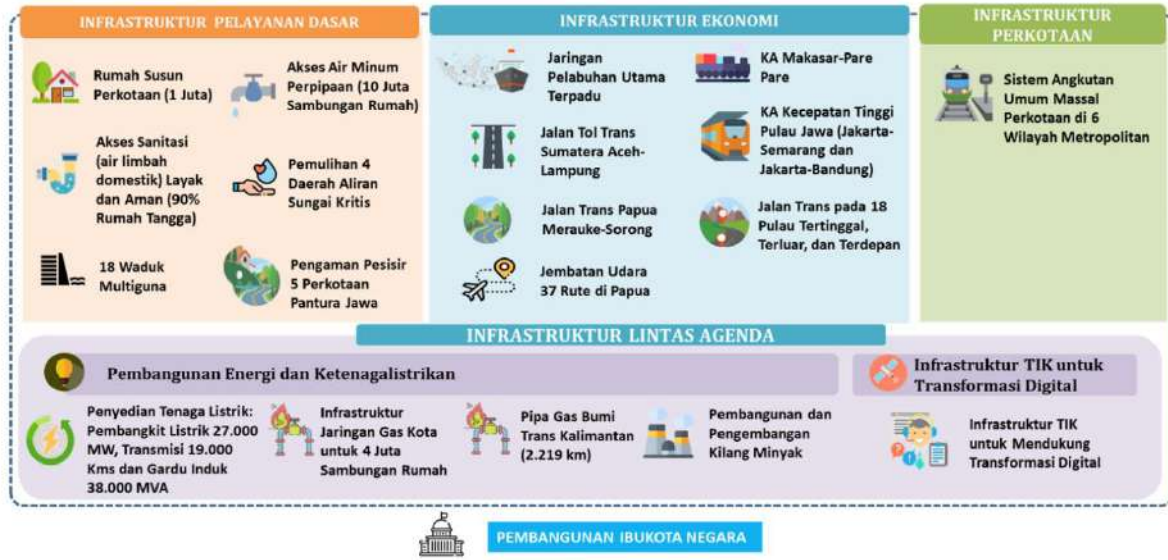 INFRASTRUKTUR PELAYANAN DASAR
Rumah Susun
Perkotaan (1 Juta)
Akses Air Minum
Perpipaan (10 Juta
Sambungan Rumah)
Akses Sanitasi
(air limbah
domestik) Layak
dan Aman (90%
Rumah Tangga)
Pemulihan 4
Daerah Aliran
Sungai Kritis
18 Waduk
Multiguna
Pengaman Pesisir
5 Perkotaan
Pantura Jawa
INFRASTRUKTUR EKONOMI
Jaringan
Pelabuhan Utama
Terpadu
KA Makasar-Pare
Pare
Jalan Tol Trans
Sumatera Aceh-
Lampung
KA Kecepatan Tinggi
Pulau Jawa (Jakarta-
Semarang dan
Jakarta-Bandung)
Jalan Trans Papua
Merauke-Sorong
Jalan Trans pada 18
Pulau Tertinggal,
Terluar, dan Terdepan
Jembatan Udara
37 Rute di Papua
INFRASTRUKTUR
PERKOTAAN
Sistem Angkutan
Umum Massal
Perkotaan di 6
Wilayah Metropolitan
INFRASTRUKTUR LINTAS AGENDA
Pembangunan Energi dan Ketenagalistrikan
Penyedian Tenaga Listrik:
Pembangkit Listrik 27.000
MW, Transmisi 19.000
Kms dan Gardu Induk
38.000 MVA
Infrastruktur
Jaringan Gas Kota
untuk 4 Juta
Sambungan Rumah
Pipa Gas Bumi
Trans Kalimantan
(2.219 km)
Pembangunan dan
Pengembangan
Kilang Minyak
Infrastruktur TIK untuk
Transformasi Digital
Infrastruktur TIK
untuk Mendukung
Transformasi Digital
PEMBANGUNAN IBUKOTA NEGARA